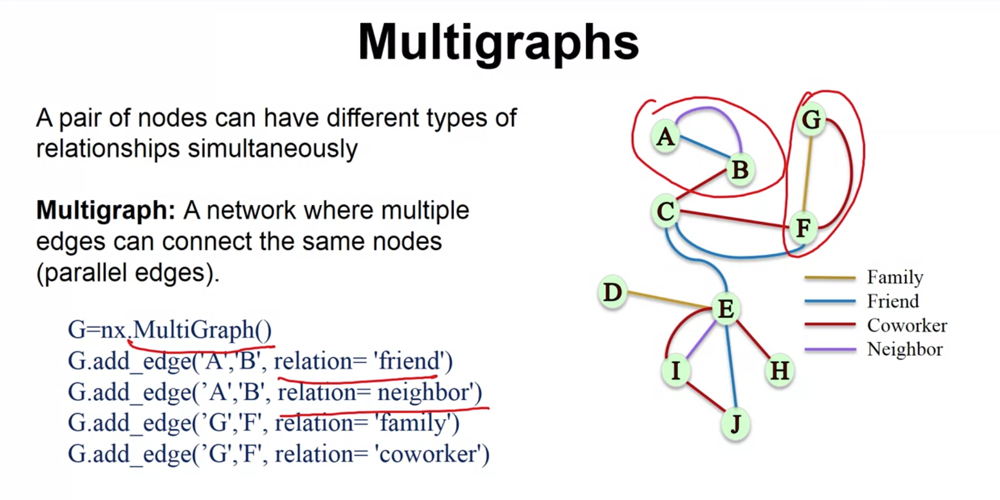 Multigraphs
A pair of nodes can have different types of
relationships simultaneously
Multigraph: A network where multiple
edges can connect the same nodes
(parallel edges).
G=nx.MultiGraph()
G.add_edge('A','B', relation= 'friend')
G.add_edge(’A','B', relation= neighbor')
G.add_edge(’G','F', relation= 'family')
G.add_edge(’G','F', relation= 'coworker')
G
A
B
C
F
D
E
I
H
J
Family
Friend
Coworker
Neighbor